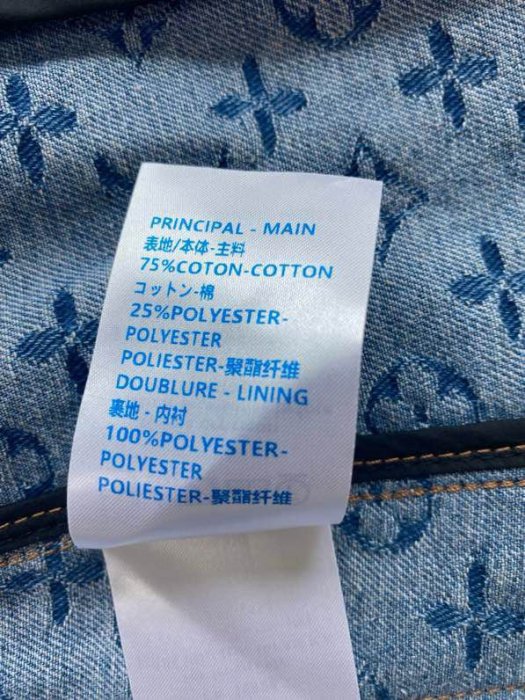 PRINCIPAL - MAIN
表地/本体-主料
75%COTON-COTTON
コットン-棉
25%POLYESTER-
POLYESTER
POLIESTER-聚酯纤维
DOUBLURE - LINING
裏地 - 内衬
100%POLYESTER-
POLYESTER
POLIESTER-聚酯纤维